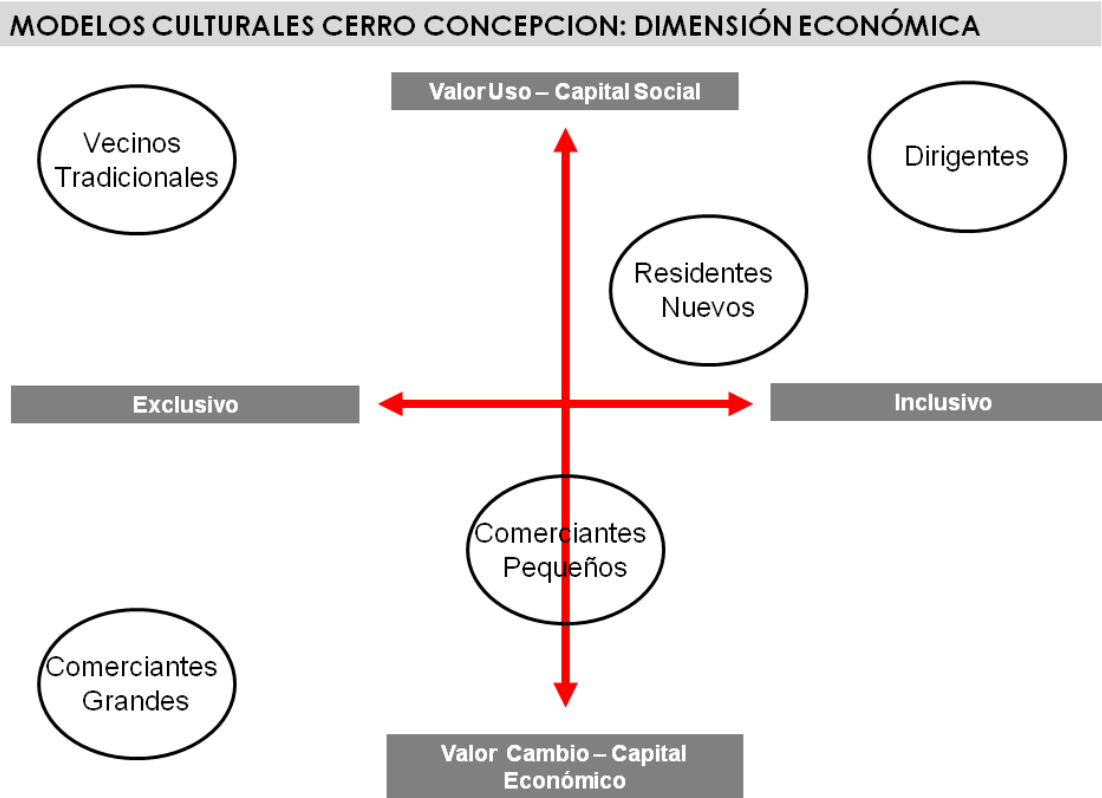 MODELOS CULTURALES CERRO CONCEPCION: DIMENSIÓN ECONÓMICA
Valor Uso – Capital Social
Vecinos
Tradicionales
Dirigentes
Residentes
Nuevos
Exclusivo
Inclusivo
Comerciantes
Pequeños
Comerciantes
Grandes
Valor Cambio – Capital
Económico